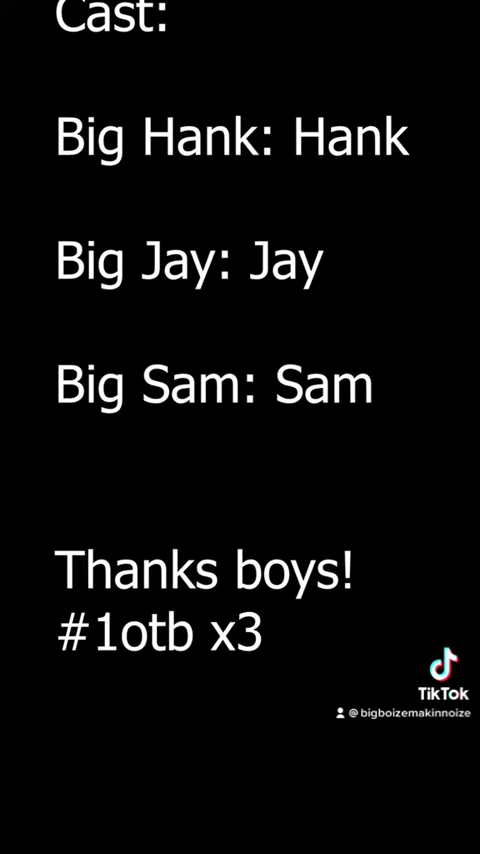 Cast:
Big Hank: Hank
Big Jay: Jay
Big Sam: Sam
Thanks boys!
#1otb x3
TikTok
@bigboizemakinnoize